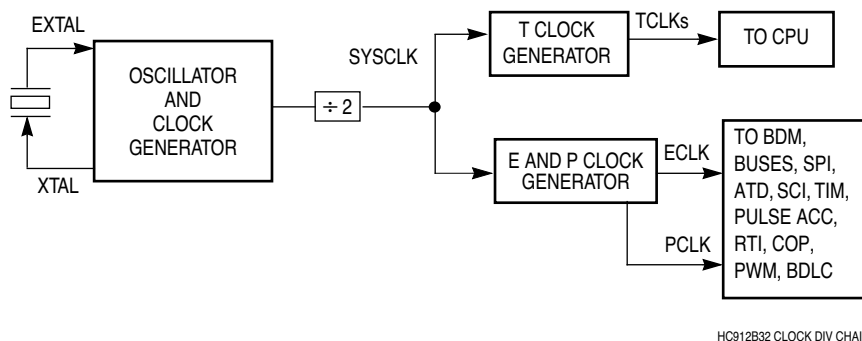 EXTAL
OSCILLATOR
AND
CLOCK
GENERATOR
XTAL
÷ 2
SYSCLK
T CLOCK
GENERATOR
TCLKs
TO CPU
E AND P CLOCK
GENERATOR
ECLK
PCLK
TO BDM,
BUSES, SPI,
ATD, SCI, TIM,
PULSE ACC,
RTI, COP,
PWM, BDLC
HC912B32 CLOCK DIV CHAI